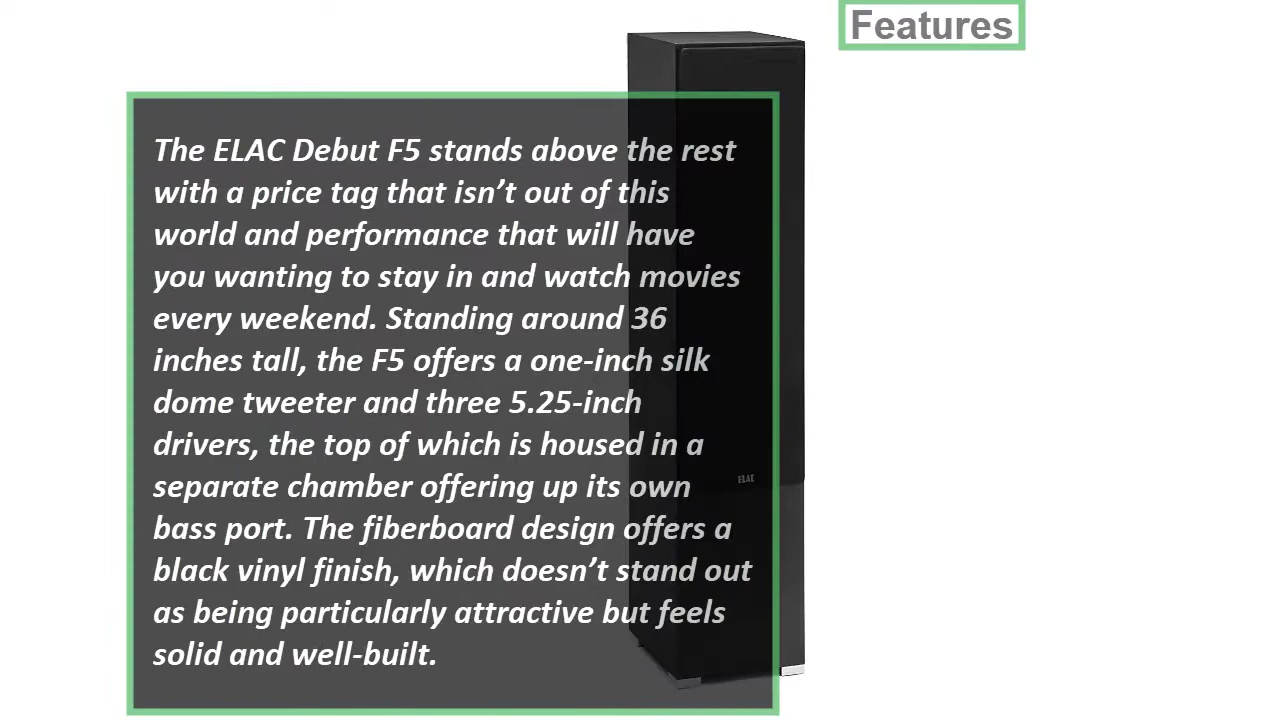 Features
The ELAC Debut F5 stands above the rest
with a price tag that isn’t out of this
world and performance that will have
you wanting to stay in and watch movies
every weekend. Standing around 36
inches tall, the F5 offers a one-inch silk
dome tweeter and three 5.25-inch
drivers, the top of which is housed in a
separate chamber offering up its own
bass port. The fiberboard design offers a
black vinyl finish, which doesn’t stand out
as being particularly attractive but feels
solid and well-built.
ELAC